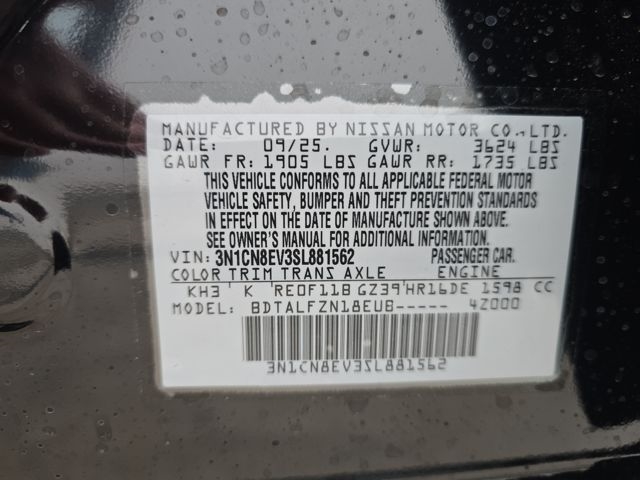 MANUFACTURED BY NISSAN MOTOR CO., LTD.
DATE: 09/25. GVWR: 3624 LBS
GAWR FR: 1905 LBS GAWR RR: 1735 LBS
THIS VEHICLE CONFORMS TO ALL APPLICABLE FEDERAL MOTOR
VEHICLE SAFETY, BUMPER AND THEFT PREVENTION STANDARDS
IN EFFECT ON THE DATE OF MANUFACTURE SHOWN ABOVE.
SEE OWNER'S MANUAL FOR ADDITIONAL INFORMATION.
VIN: 3N1CN8EV3SL881562 PASSENGER CAR.
COLOR TRIM TRANS AXLE ENGINE
KH3 K RE0F11B GZ39 HR16DE 1598 CC
MODEL: BDTALFZN18EUB----- 4Z000
3N1CN8EV3SL881562